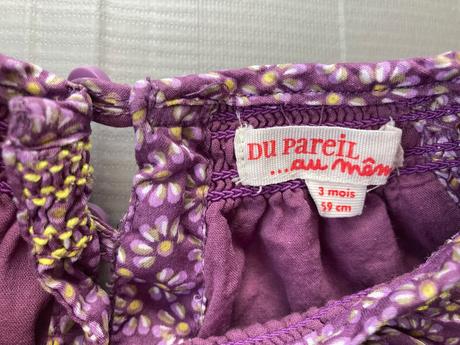 DU PAREIL
...au mêm
3 mois
59 cm